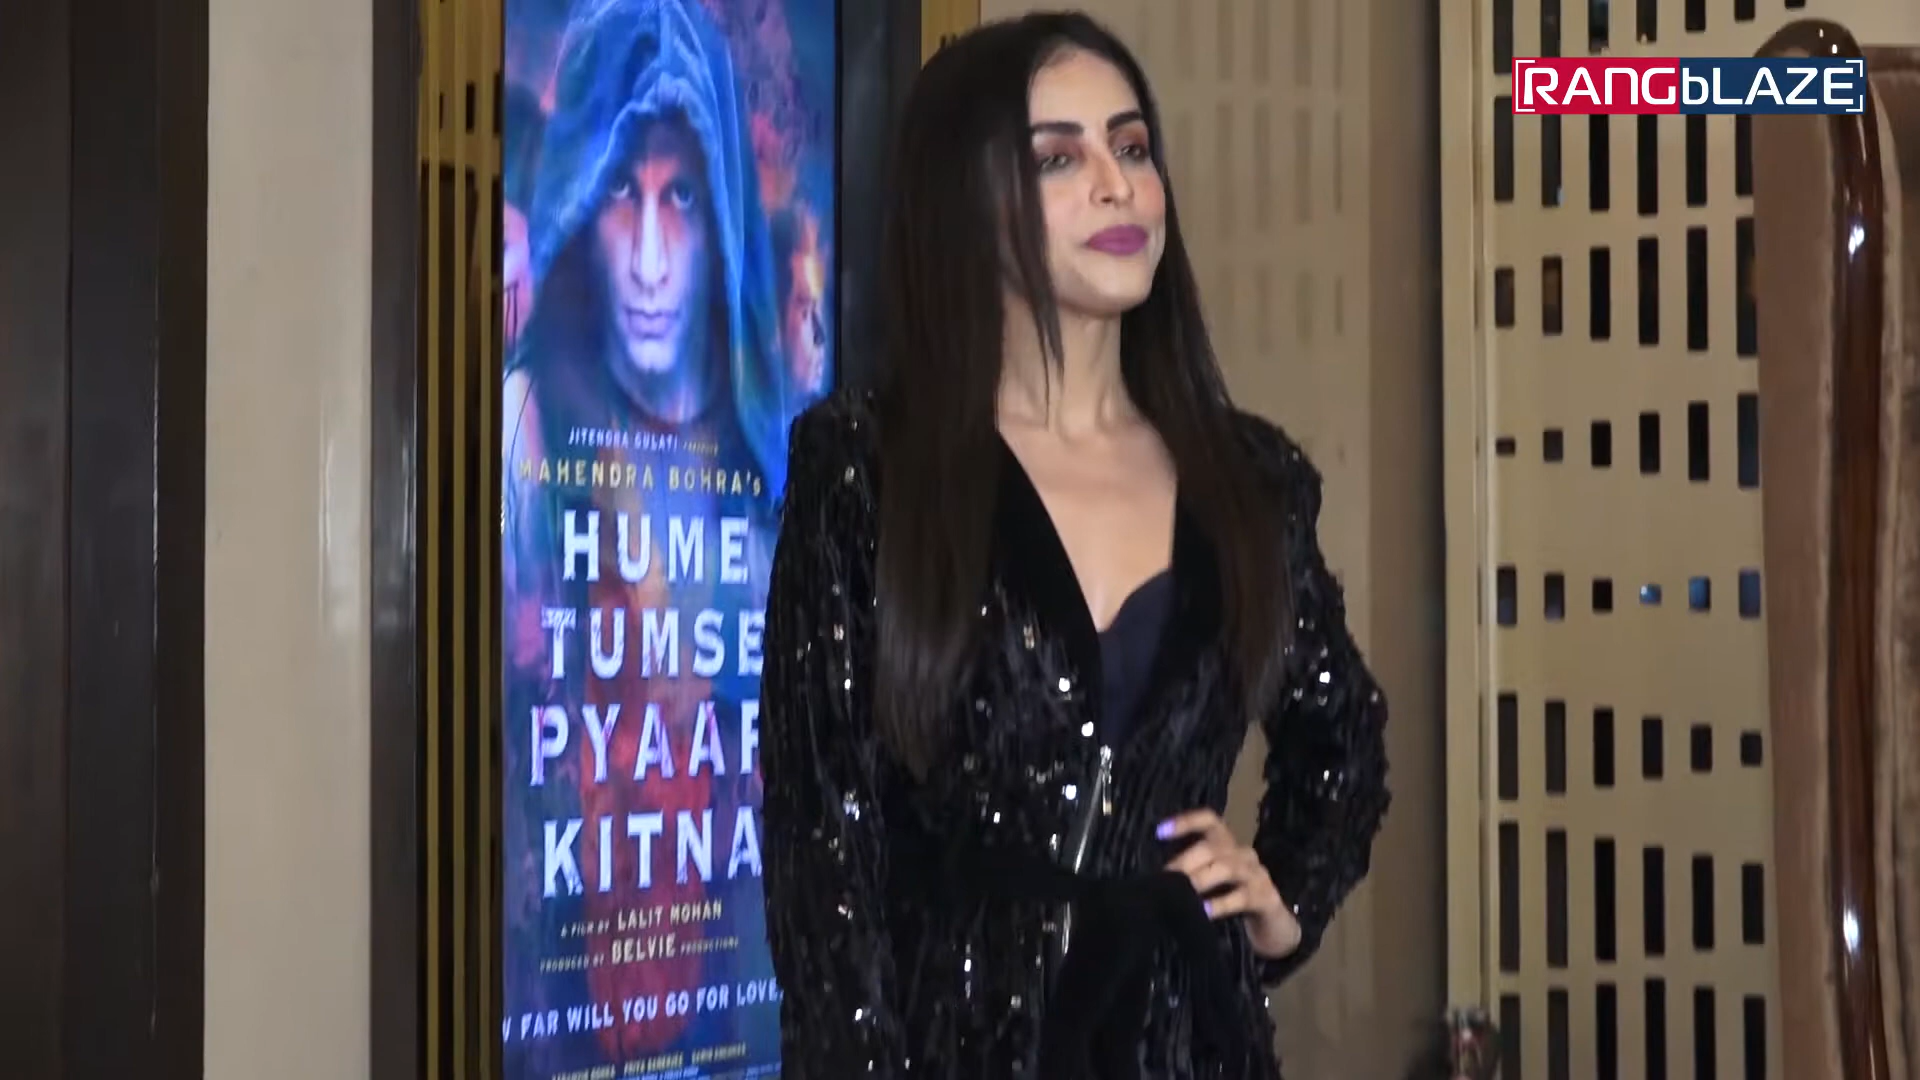 RANGbLAZE
JITENDRA GULATI PRESENTS
MAHENDRA BOHRA'S
HUME
TUMSE
PYAAR
KITNA
A FILM BY LALIT MOHAN
PRODUCED BY BELVIE PRODUCTIONS
FAR WILL YOU GO FOR LOVE